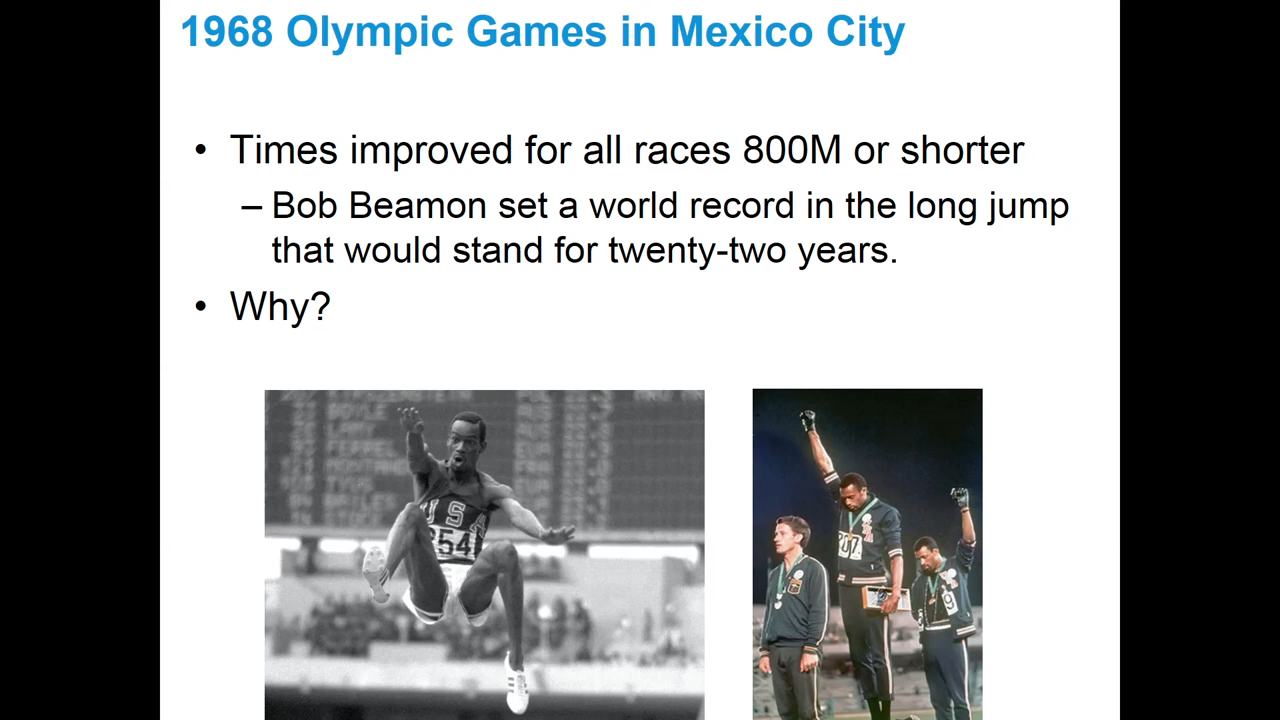 1968 Olympic Games in Mexico City
• Times improved for all races 800M or shorter
– Bob Beamon set a world record in the long jump
that would stand for twenty-two years.
• Why?
USA
254
307